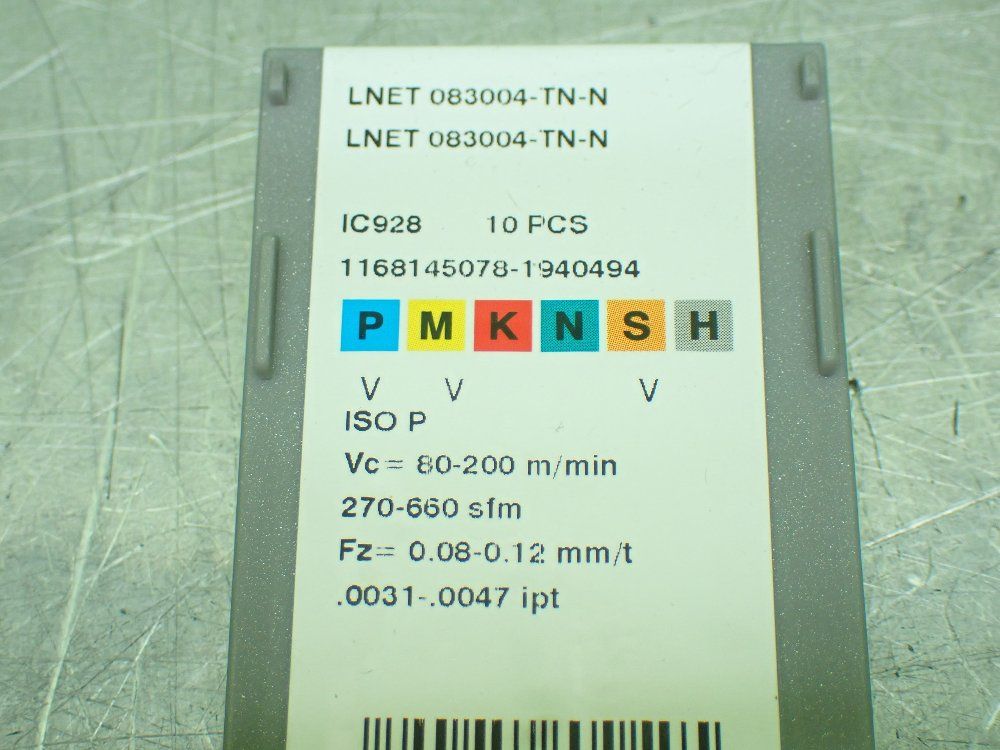 LNET 083004-TN-N
LNET 083004-TN-N
IC928 10 PCS
1168145078-1940494
P M K N S H
V V V
ISO P
Vc = 80-200 m/min
270-660 sfm
Fz= 0.08-0.12 mm/t
.0031-.0047 ipt